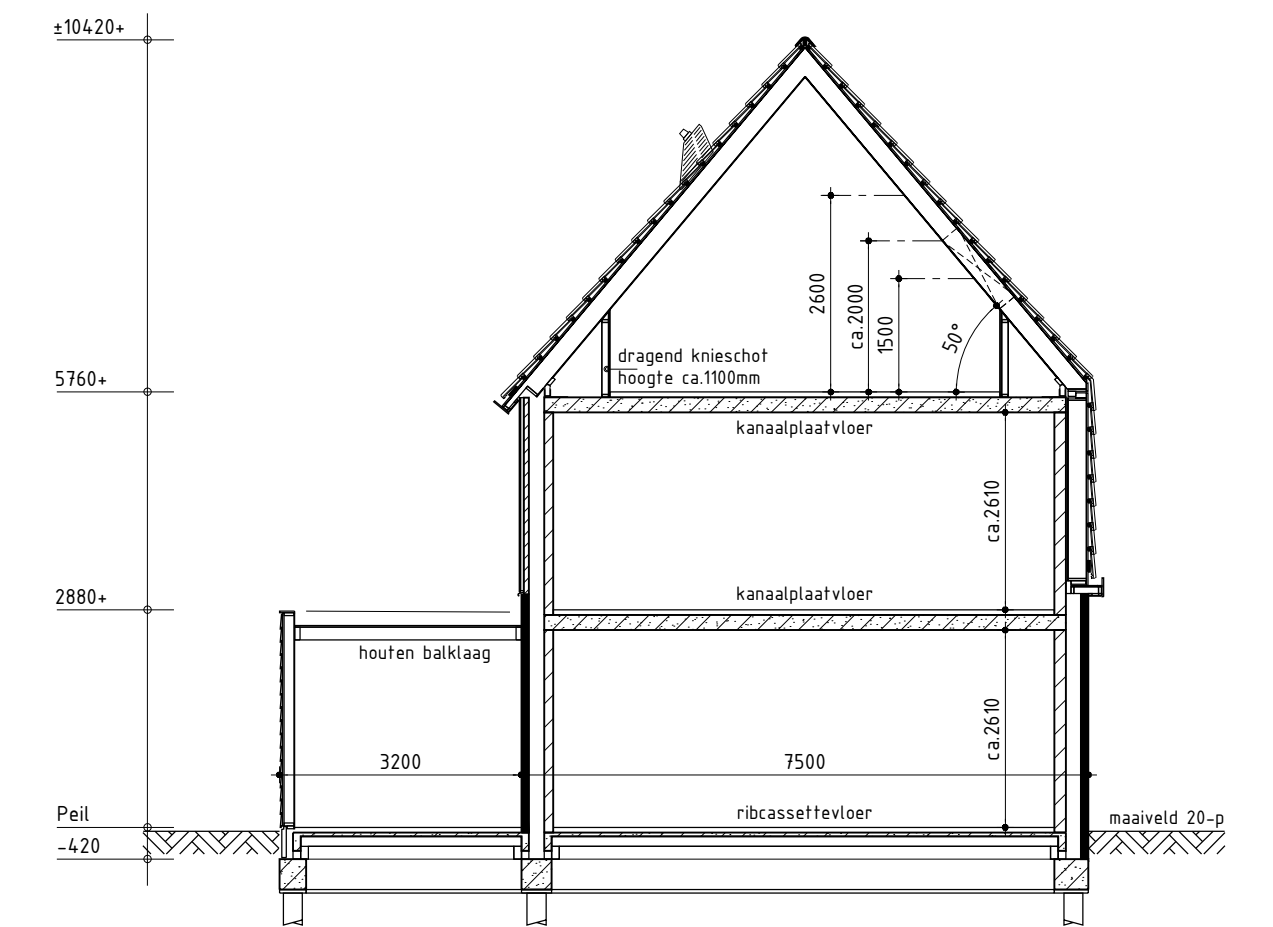 ±10420+
2600
ca.2000
1500
50°
dragend knieschot
hoogte ca.1100mm
5760+
kanaalplaatvloer
ca.2610
kanaalplaatvloer
2880+
houten balklaag
ca.2610
3200
7500
Peil
ribcassettevloer
maaiveld 20-p
-420